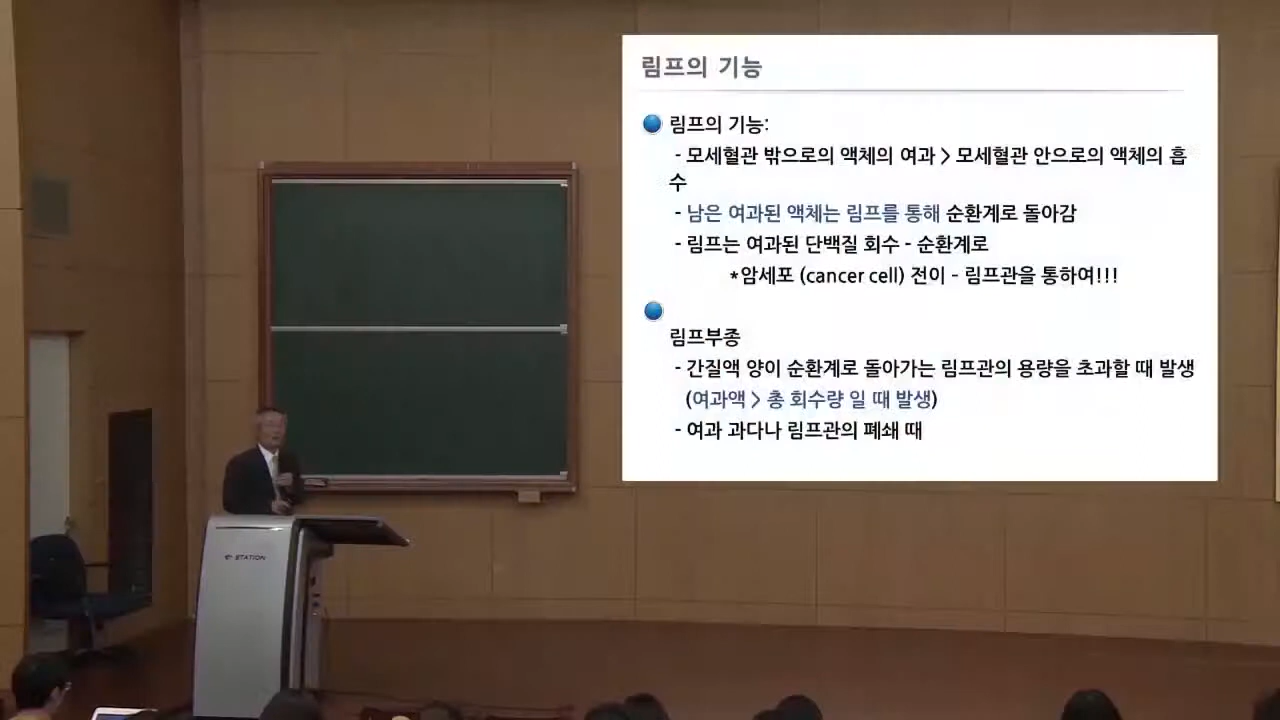 림프의 기능
림프의 기능:
- 모세혈관 밖으로의 액체의 여과 > 모세혈관 안으로의 액체의 흡
수
- 남은 여과된 액체는 림프를 통해 순환계로 돌아감
- 림프는 여과된 단백질 회수 - 순환계로
*암세포 (cancer cell) 전이 - 림프관을 통하여!!!
림프부종
- 간질액 양이 순환계로 돌아가는 림프관의 용량을 초과할 때 발생
(여과액 > 총 회수량 일 때 발생)
- 여과 과다나 림프관의 폐쇄 때
STATION